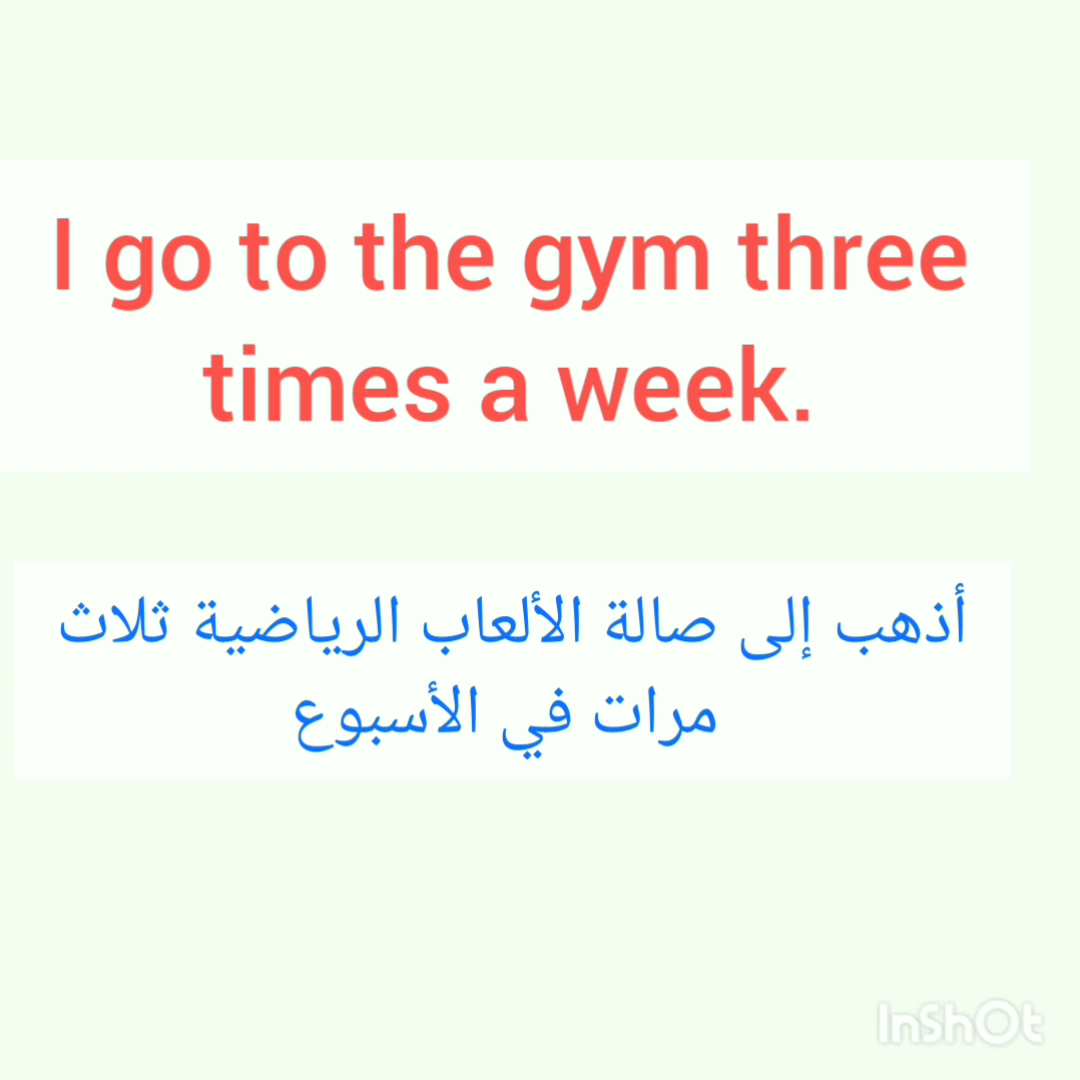 I go to the gym three
times a week.
أذهب إلى صالة الألعاب الرياضية ثلاث
مرات في الأسبوع
InShOt